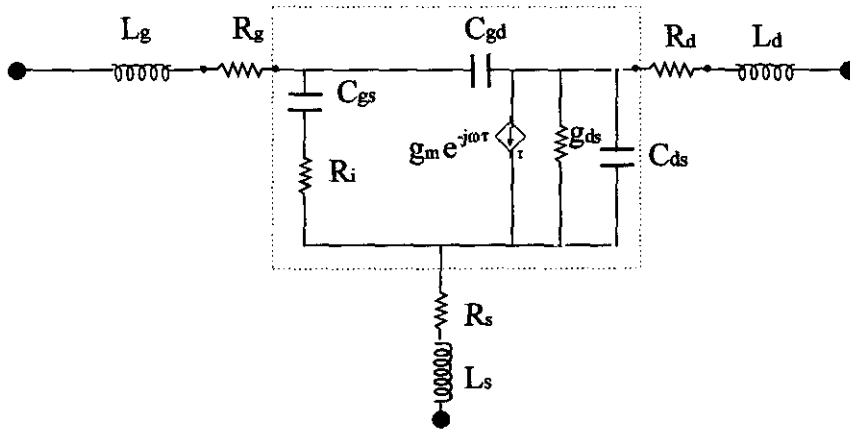 Lg
Rg
Cgd
Rd
Ld
Cgs
gm e-jωτ
τ
gds
Cds
Ri
Rs
Ls